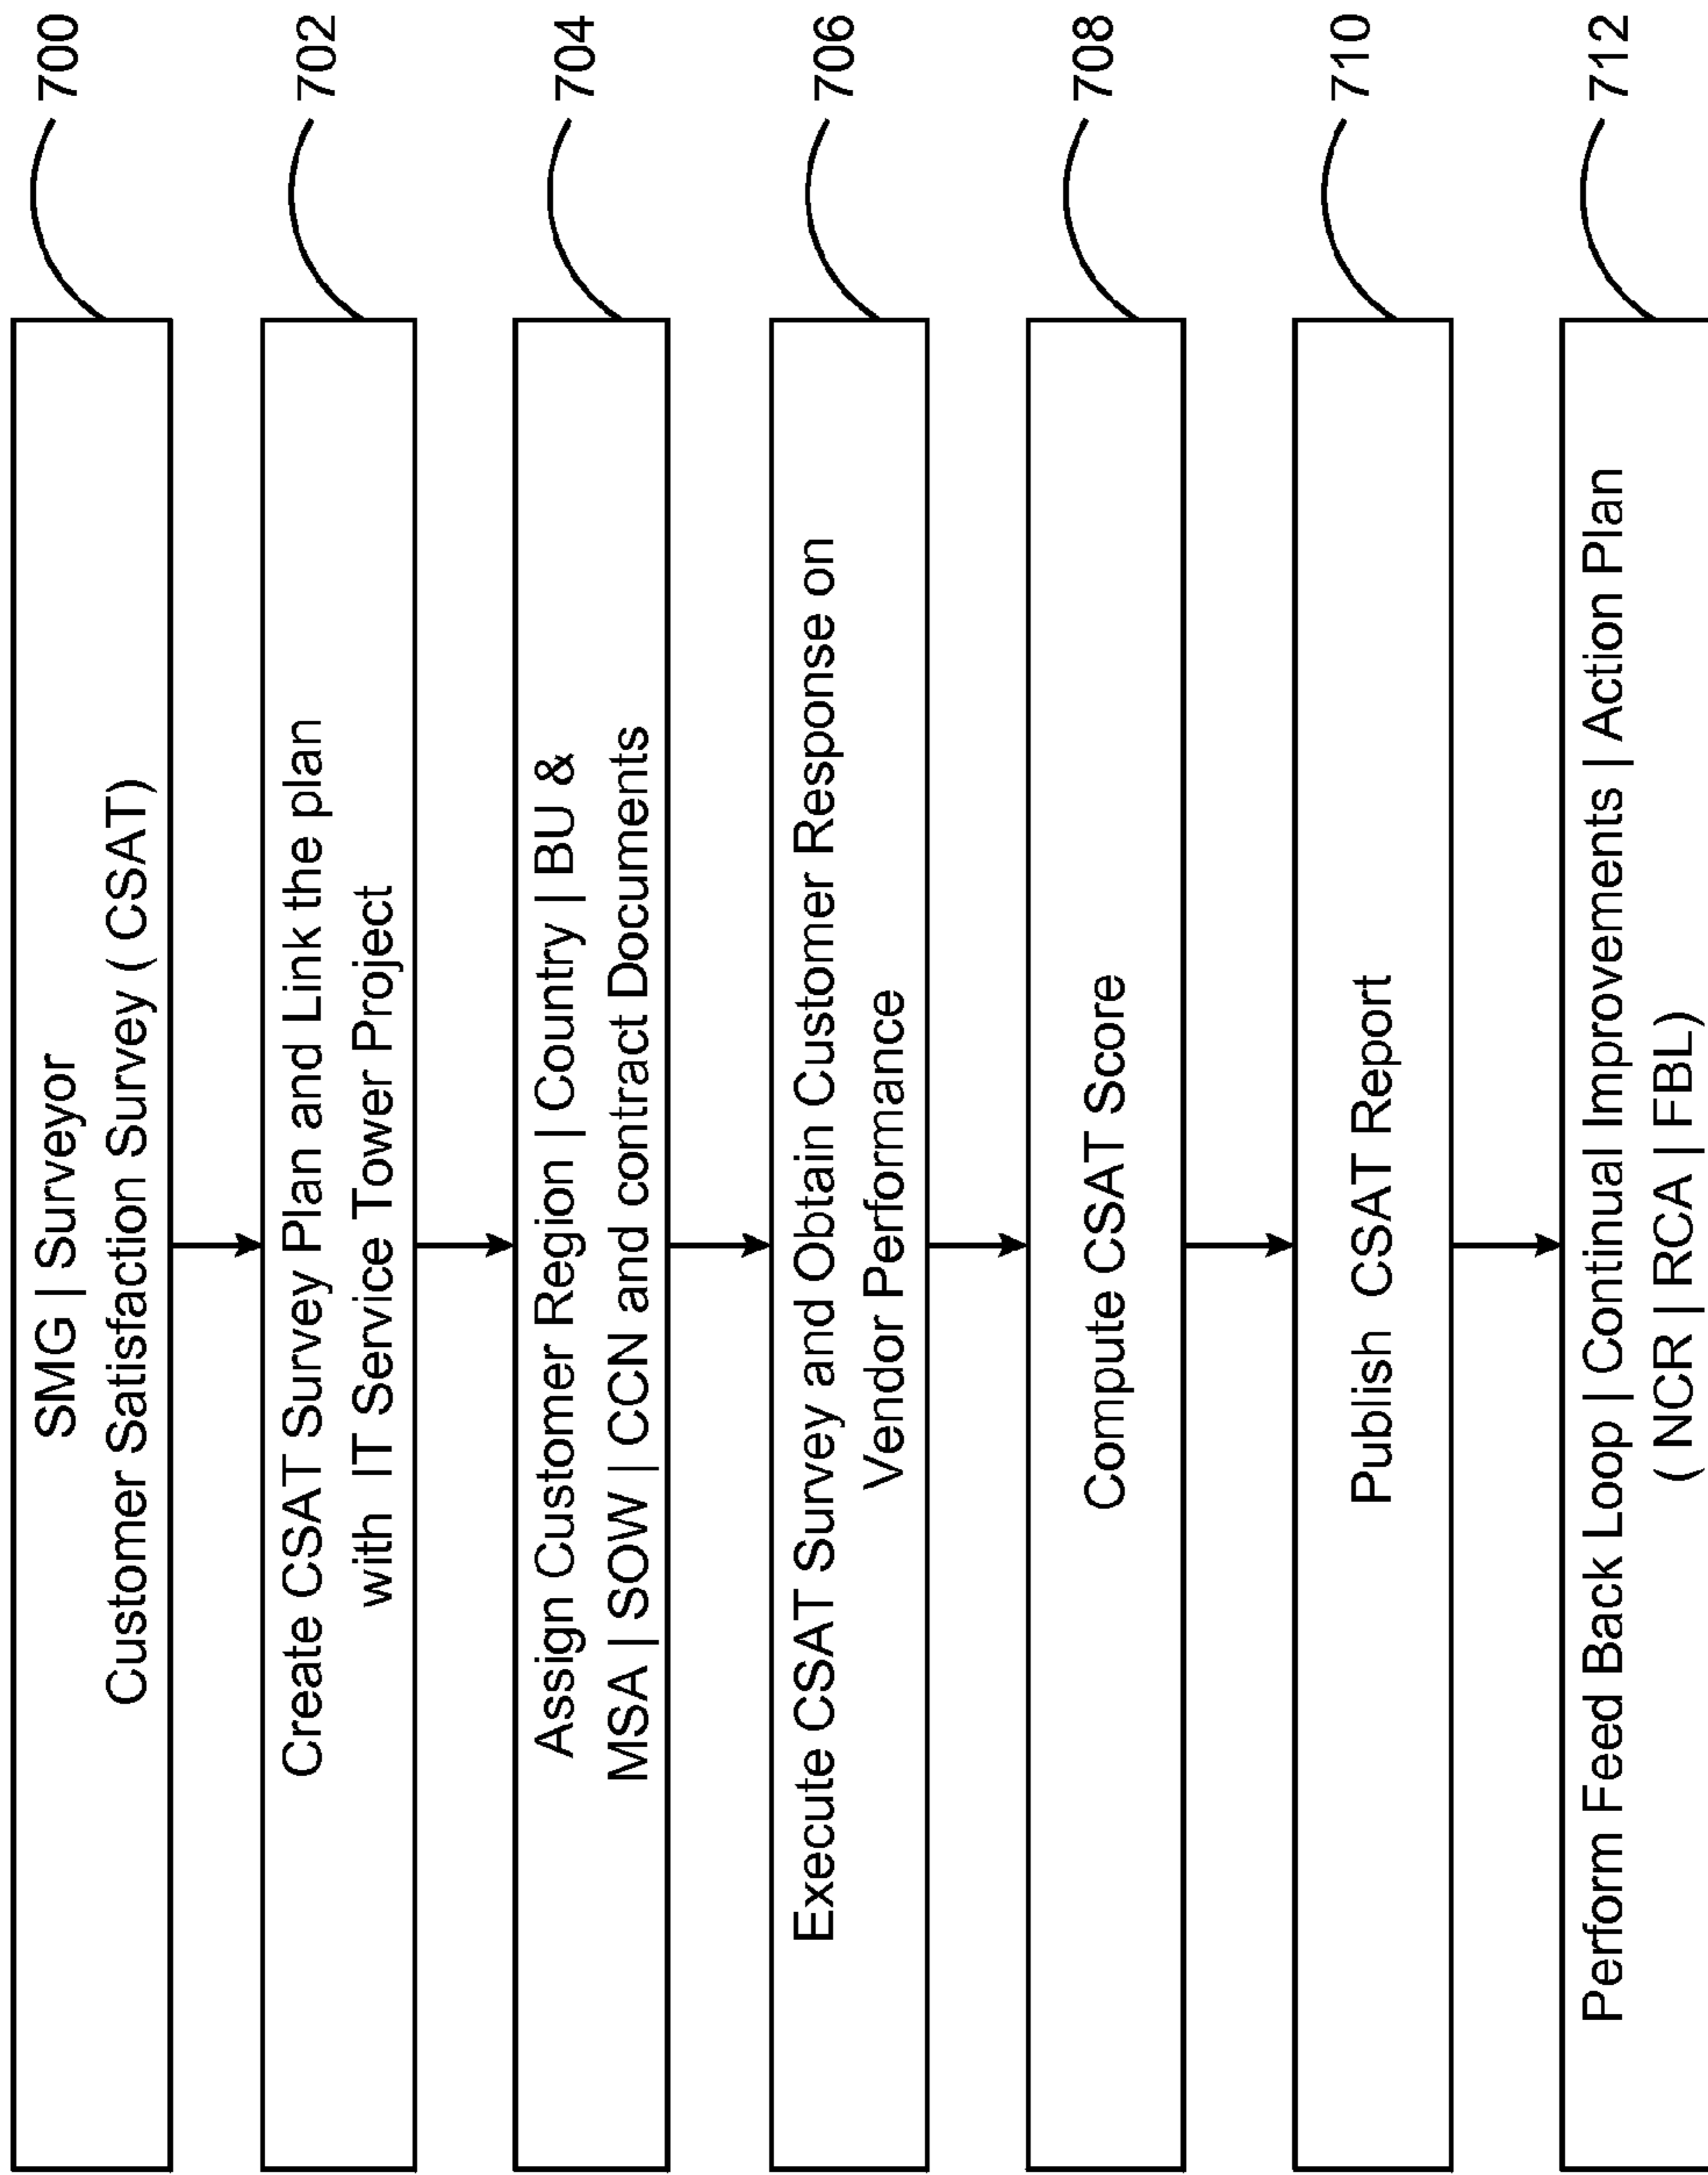 SMG | Surveyor
Customer Satisfaction Survey ( CSAT)
700
Create CSAT Survey Plan and Link the plan
with IT Service Tower Project
702
Assign Customer Region | Country | BU &
MSA | SOW | CCN and contract Documents
704
Execute CSAT Survey and Obtain Customer Response on
Vendor Performance
706
Compute CSAT Score
708
Publish CSAT Report
710
Perform Feed Back Loop | Continual Improvements | Action Plan
( NCR | RCA | FBL)
712